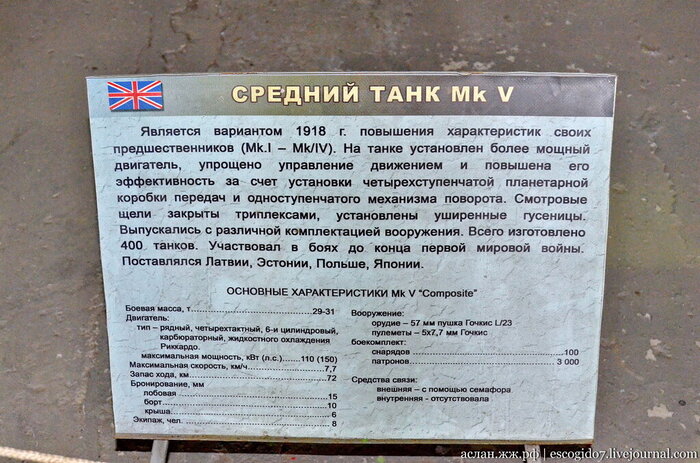 СРЕДНИЙ ТАНК Mk V
Является вариантом 1918 г. повышения характеристик своих
предшественников (Mk.I – Mk/IV). На танке установлен более мощный
двигатель, упрощено управление движением и повышена его
эффективность за счет установки четырехступенчатой планетарной
коробки передач и одноступенчатого механизма поворота. Смотровые
щели закрыты триплексами, установлены уширенные гусеницы.
Выпускались с различной комплектацией вооружения. Всего изготовлено
400 танков. Участвовал в боях до конца первой мировой войны.
Поставлялся Латвии, Эстонии, Польше, Японии.
ОСНОВНЫЕ ХАРАКТЕРИСТИКИ Mk V “Composite”
Боевая масса, т...............................29-31
Двигатель:
тип – рядный, четырехтактный, 6-и цилиндровый,
карбюраторный, жидкостного охлаждения
Риккардо.
максимальная мощность, кВт (л.с.)......110 (150)
Максимальная скорость, км/ч....................7,7
Запас хода, км.......................................72
Бронирование, мм
лобовая............................................15
борт................................................10
крыша...............................................6
Экипаж, чел...........................................8
Вооружение:
орудие – 57 мм пушка Гочкис L/23
пулеметы – 5x7,7 мм Гочкис
боекомплект:
снарядов..........................................100
патронов.......................................3 000
Средства связи:
внешняя – с помощью семафора
внутренняя - отсутствовала
аслан.жж.рф | escogido7.livejournal.com